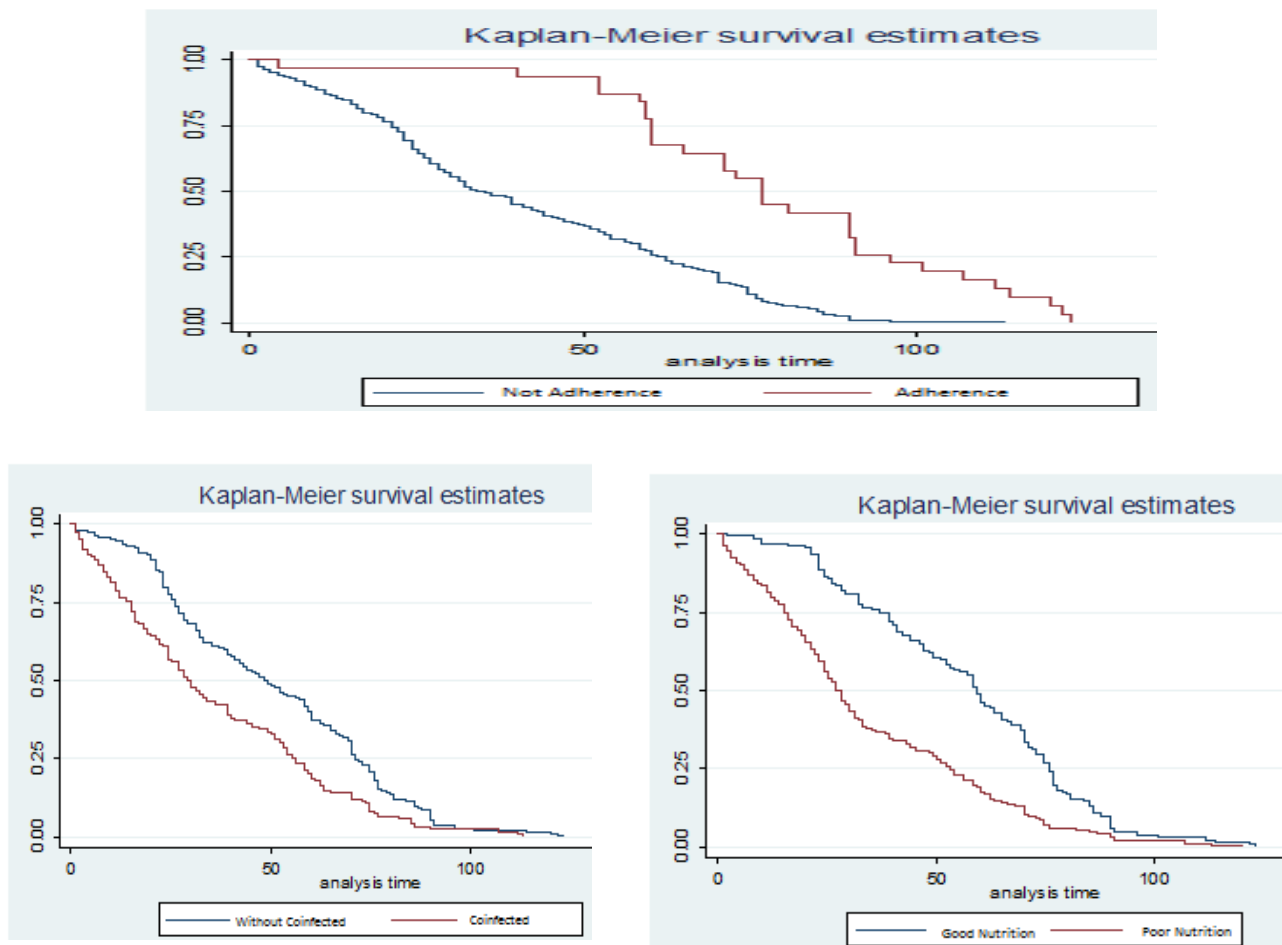 Kaplan-Meier survival estimates
1.00
0.75
0.50
0.25
0.00
0 50 100
analysis time
Not Adherence Adherence
Kaplan-Meier survival estimates
1.00
0.75
0.50
0.25
0.00
0 50 100
analysis time
Without Coinfected Coinfected
Kaplan-Meier survival estimates
1.00
0.75
0.50
0.25
0.00
0 50 100
analysis time
Good Nutrition Poor Nutrition